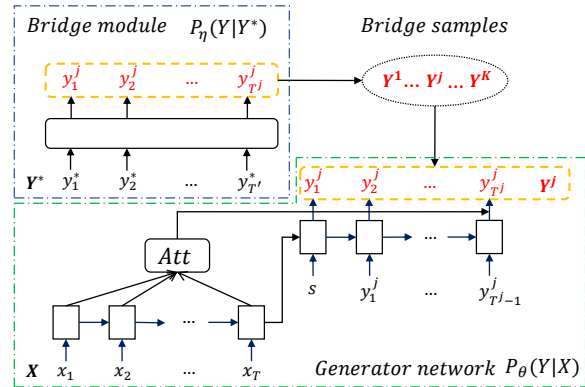 Bridge module P_η(Y|Y*)
Bridge samples
y_1^j y_2^j ... y_{T^j}^j
Y^1 ... Y^j ... Y^K
Y* y_1^* y_2^* ... y_{T'}^*
y_1^j y_2^j ... y_{T^j}^j Y^j
Att
...
s y_1^j ... y_{T^j-1}^j
...
X x_1 x_2 ... x_T
Generator network P_θ(Y|X)